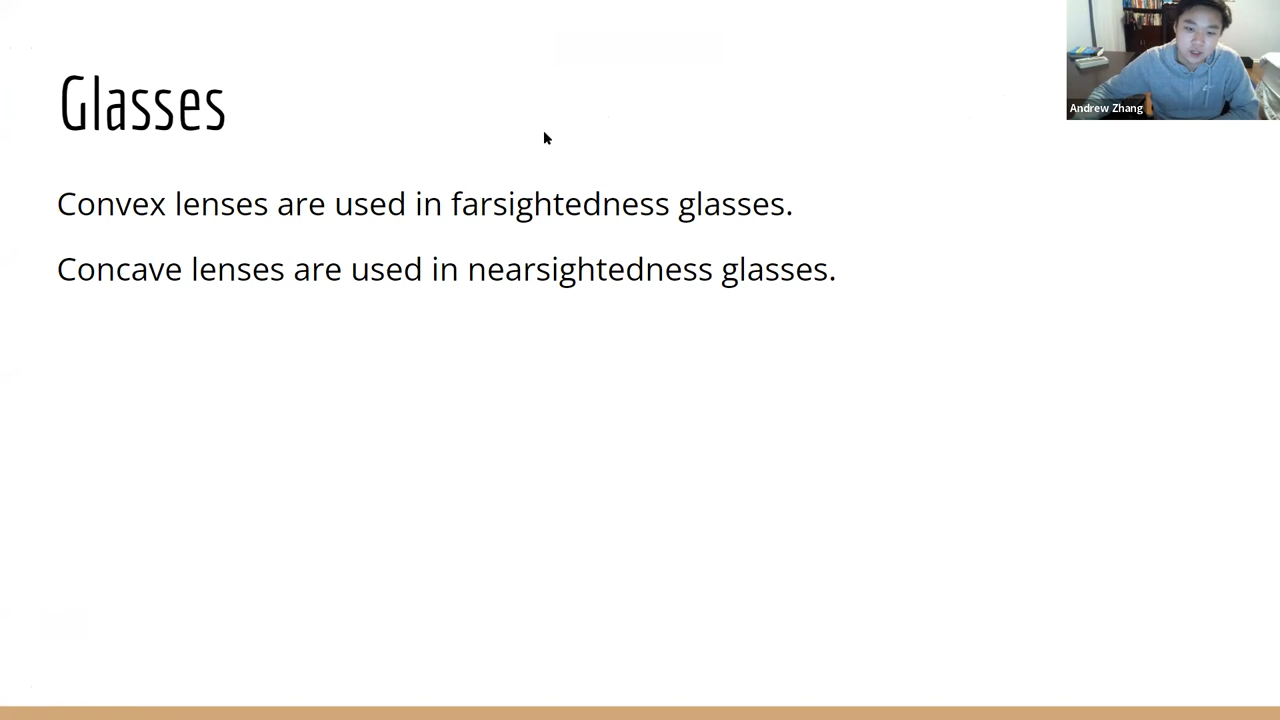 Glasses
Andrew Zhang
Convex lenses are used in farsightedness glasses.
Concave lenses are used in nearsightedness glasses.